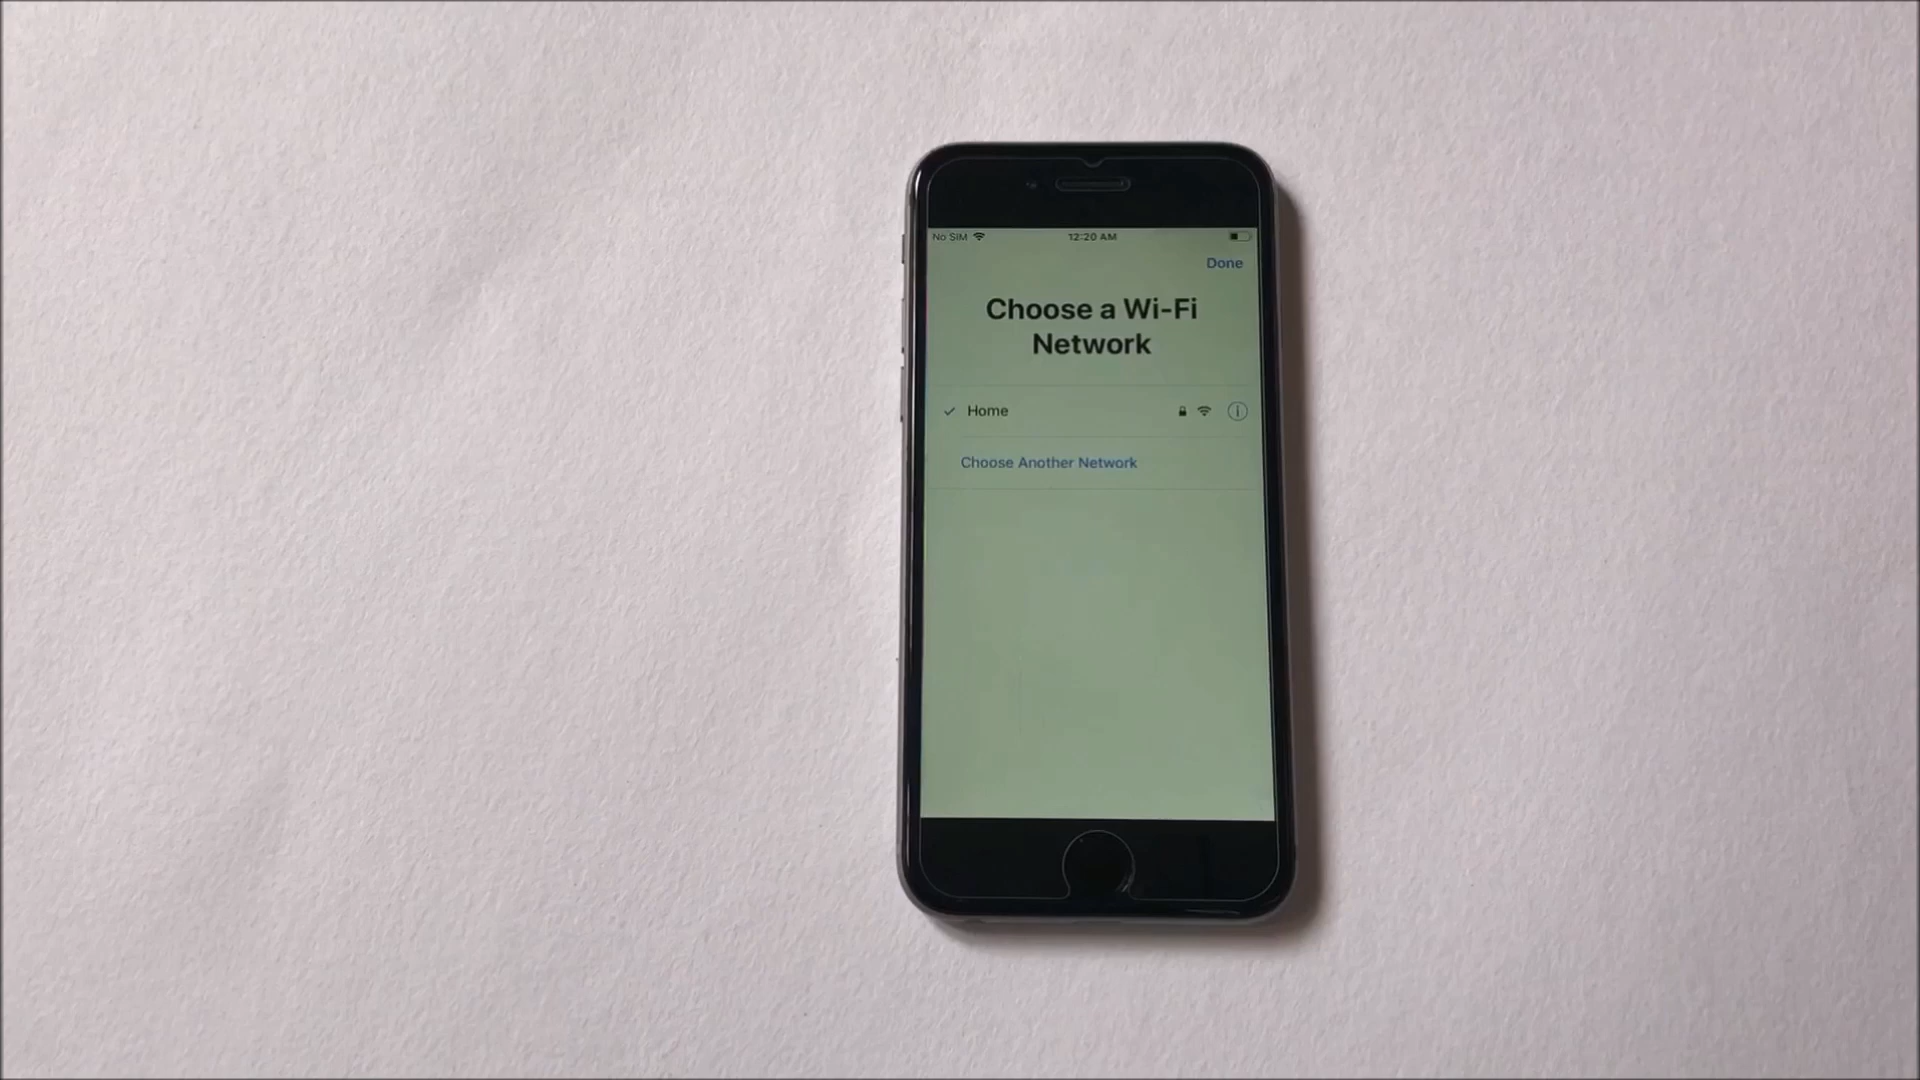 No SIM 12:20 AM
Done
Choose a Wi-Fi
Network
Home
Choose Another Network